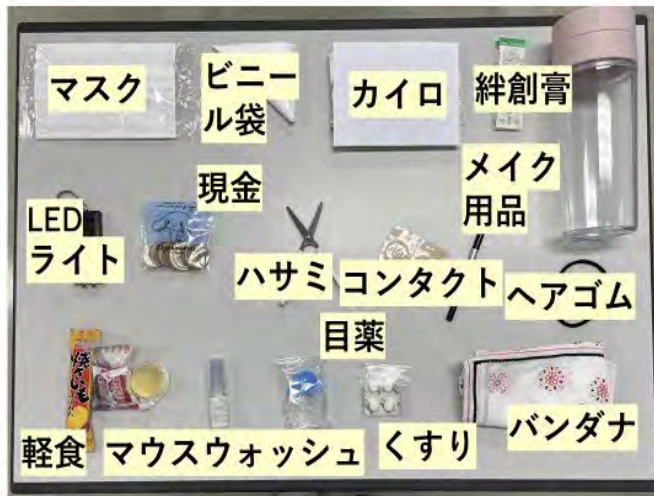 マスク
ビニー
ル袋
カイロ
絆創膏
現金
メイク
用品
LED
ライト
ハサミ
コンタクト
ヘアゴム
目薬
軽食
マウスウォッシュ
くすり
バンダナ